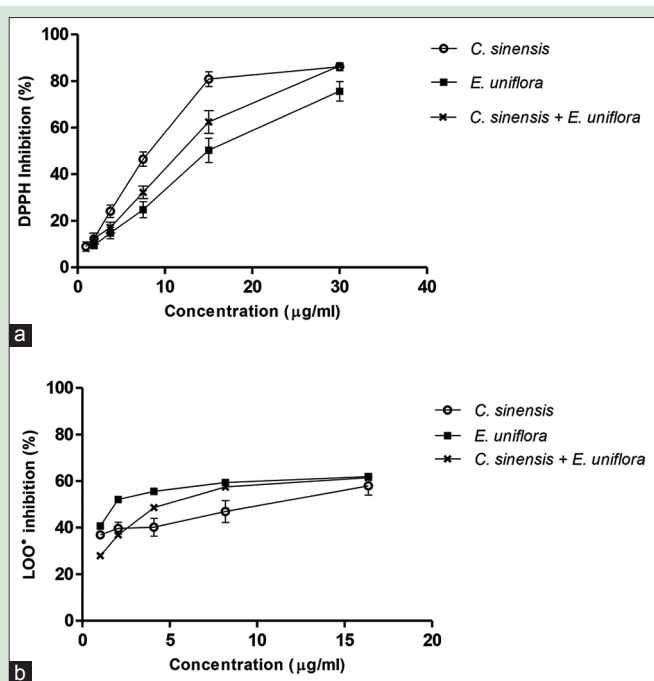 100
80
60
40
20
0
DPPH Inhibition (%)
0 10 20 30 40
Concentration (μg/ml)
C. sinensis
E. uniflora
C. sinensis + E. uniflora
a
100
80
60
40
20
0
LOO• inhibition (%)
0 5 10 15 20
Concentration (μg/ml)
C. sinensis
E. uniflora
C. sinensis + E. uniflora
b